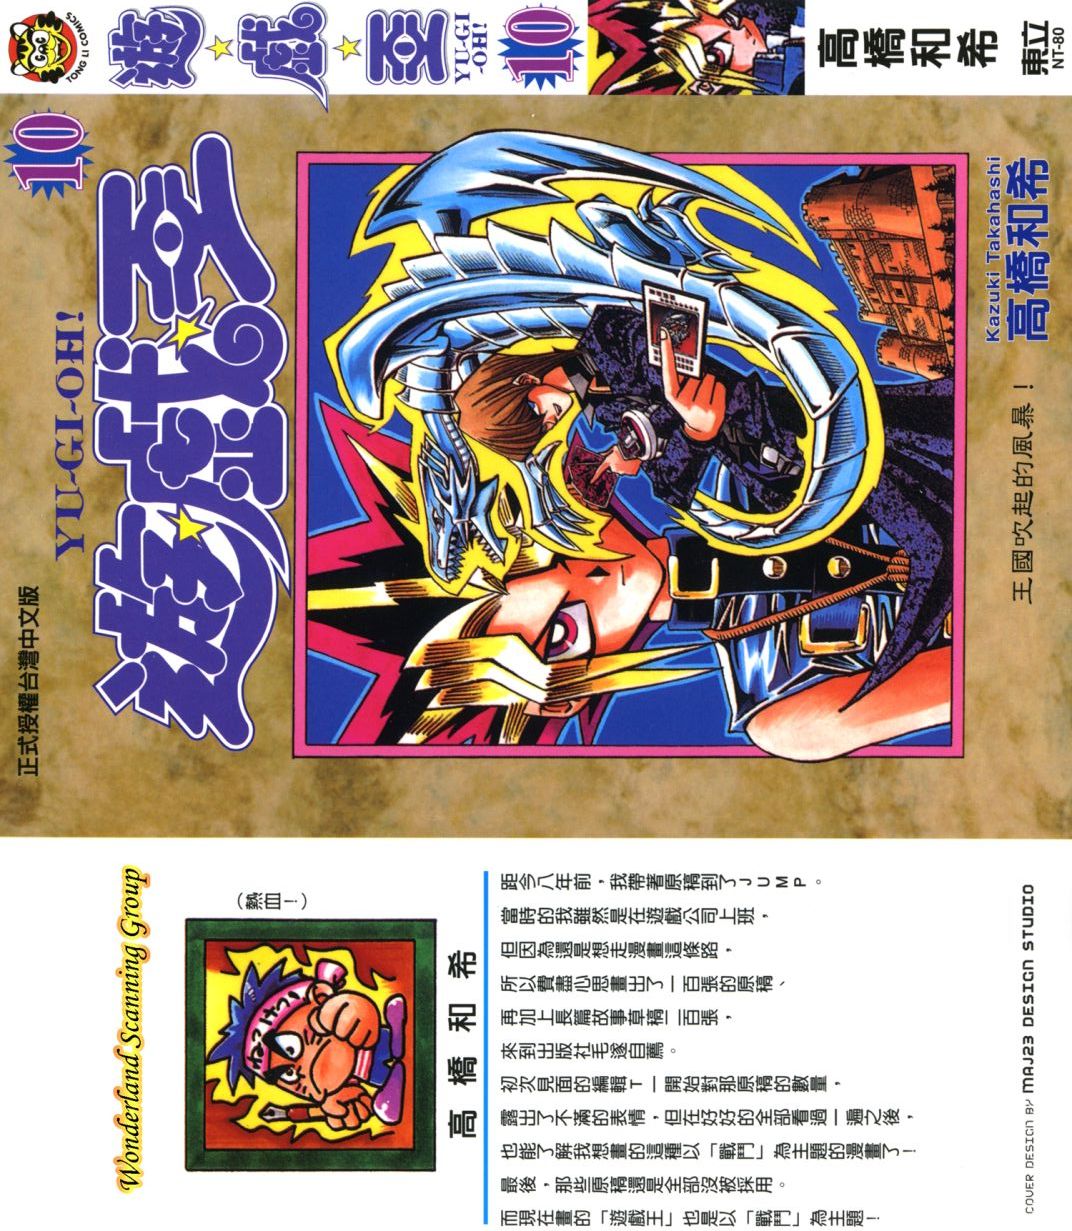 TONG LI COMICS
遊☆戲☆王
YU-GI
-OH!
10
高橋和希
東立
NT-80
10
正式授權台灣中文版
YU-GI-OH!
遊☆戲☆王
Kazuki Takahashi
高橋和希
王國吹起的風暴！
Wonderland Scanning Group
(熱血！)
ねっけつ
高橋和希
距今八年前，我帶著原稿到了JUMP。
當時的我雖然是在遊戲公司上班，
但因為還是想走漫畫這條路，
所以費盡心思畫出了一百張的原稿、
再加上長篇故事草稿二百張，
來到出版社毛遂自薦。
初次見面的編輯T一開始對那原稿的數量，
露出了不滿的表情，但在好好的全部看過一遍之後，
也能了解我想畫的這種以「戰鬥」為主題的漫畫了！
最後，那些原稿還是全部沒被採用。
而現在畫的「遊戲王」也是以「戰鬥」為主題！
COVER DESIGN BY MAJ23 DESIGN STUDIO